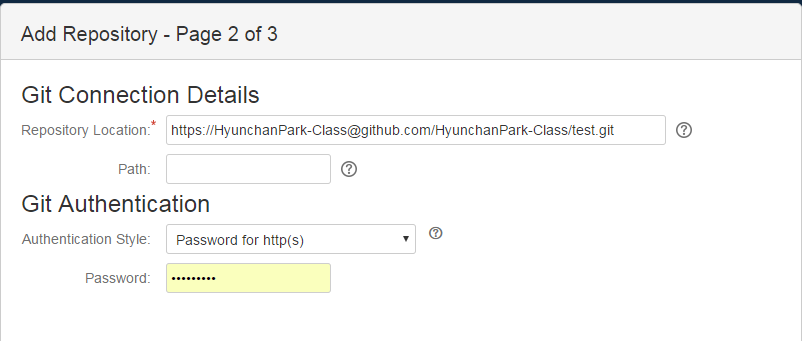 Add Repository - Page 2 of 3
Git Connection Details
Repository Location:* https://HyunchanPark-Class@github.com/HyunchanPark-Class/test.git ?
Path: ?
Git Authentication
Authentication Style: Password for http(s) ▼ ?
Password: •••••••••